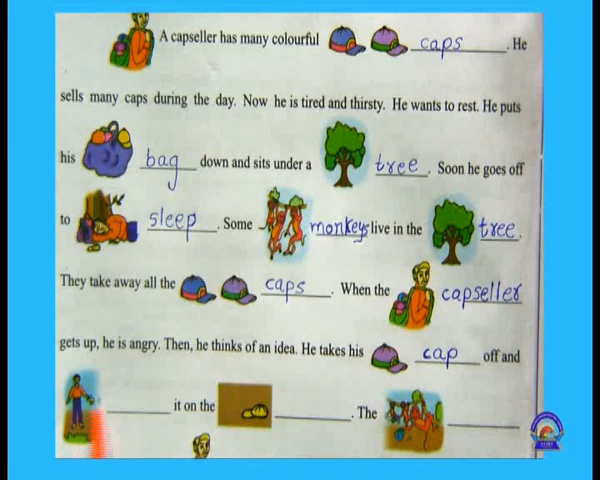 A capseller has many colourful caps. He
sells many caps during the day. Now he is tired and thirsty. He wants to rest. He puts
his bag down and sits under a tree. Soon he goes off
to sleep. Some monkeys live in the tree.
They take away all the caps. When the capseller
gets up, he is angry. Then, he thinks of an idea. He takes his cap off and
it on the . The